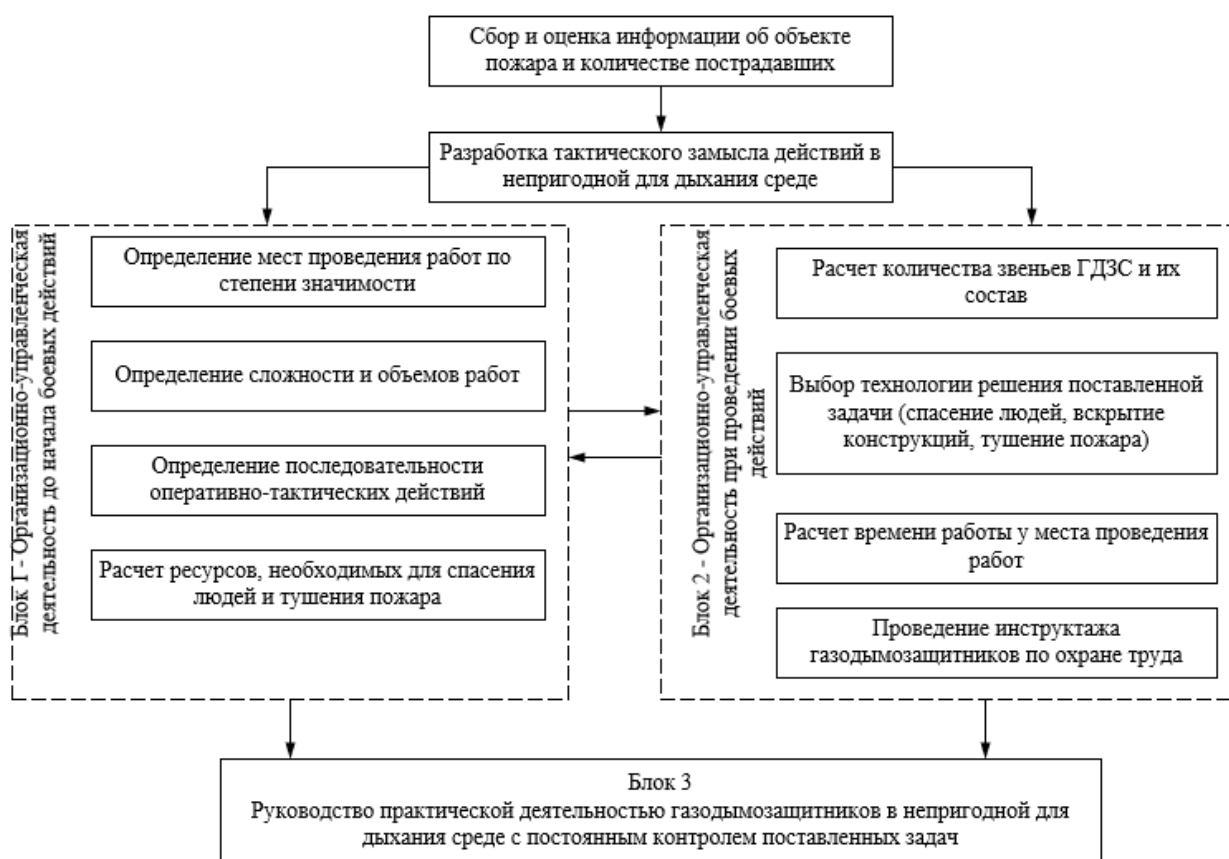 Сбор и оценка информации об объекте
пожара и количестве пострадавших
Разработка тактического замысла действий в
непригодной для дыхания среде
Блок 1 - Организационно-управленческая
деятельность до начала боевых действий
Определение мест проведения работ по
степени значимости
Определение сложности и объемов работ
Определение последовательности
оперативно-тактических действий
Расчет ресурсов, необходимых для спасения
людей и тушения пожара
Блок 2 - Организационно-управленческая
деятельность при проведении боевых
действий
Расчет количества звеньев ГДЗС и их
состав
Выбор технологии решения поставленной
задачи (спасение людей, вскрытие
конструкций, тушение пожара)
Расчет времени работы у места проведения
работ
Проведение инструктажа
газодымозащитников по охране труда
Блок 3
Руководство практической деятельностью газодымозащитников в непригодной для
дыхания среде с постоянным контролем поставленных задач